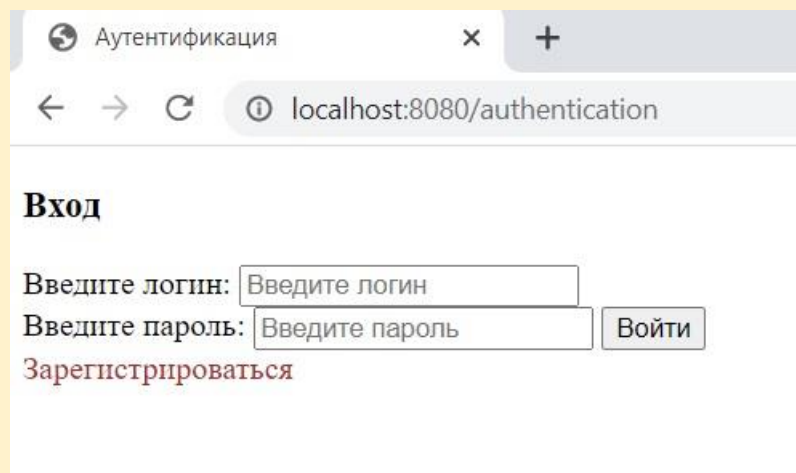 Аутентификация
localhost:8080/authentication
Вход
Введите логин: Введите логин
Введите пароль: Введите пароль Войти
Зарегистрироваться